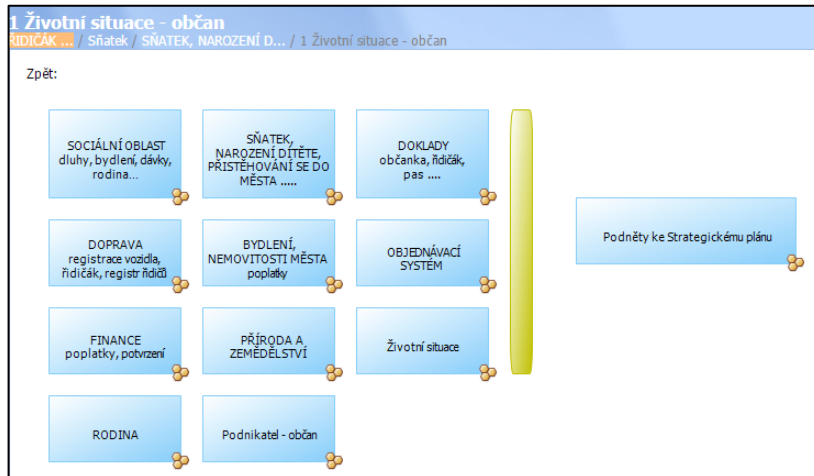 1 Životní situace - občan
ŘIDIČÁK ... / Sňatek / SŇATEK, NAROZENÍ D... / 1 Životní situace - občan
Zpět:
SOCIÁLNÍ OBLAST
dluhy, bydlení, dávky,
rodina...
SŇATEK,
NAROZENÍ DÍTĚTE,
PŘISTĚHOVÁNÍ SE DO
MĚSTA .....
DOKLADY
občanka, řidičák,
pas ....
Podněty ke Strategickému plánu
DOPRAVA
registrace vozidla,
řidičák, registr řidičů
BYDLENÍ,
NEMOVITOSTI MĚSTA
poplatky
OBJEDNÁVACÍ
SYSTÉM
FINANCE
poplatky, potvrzení
PŘÍRODA A
ZEMĚDĚLSTVÍ
Životní situace
RODINA
Podnikatel - občan